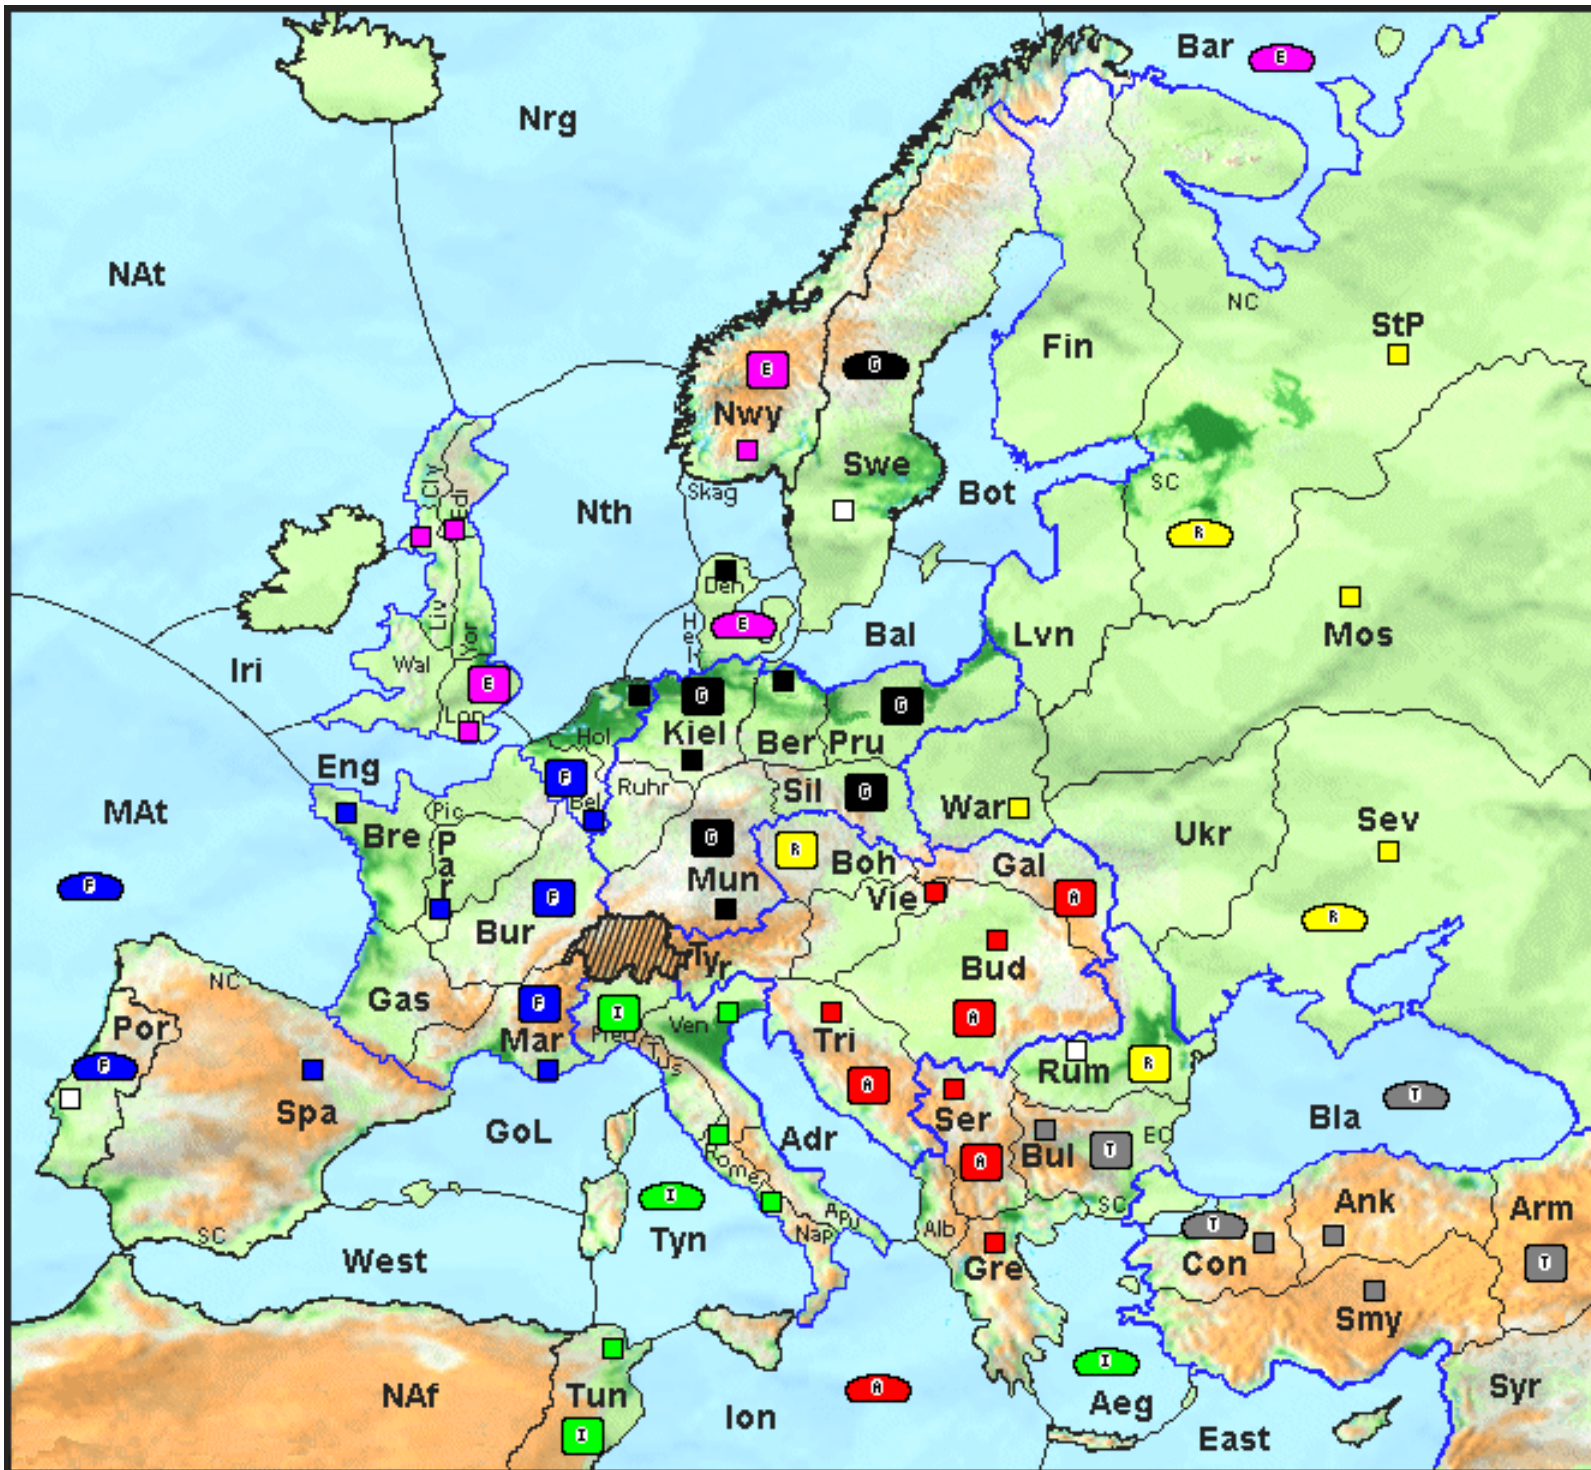 Bar
E
Nrg
NAt
NC
StP
Fin
E
G
Nwy
Swe
Skag
Bot
SC
Nth
R
Cly
Edl
Den
Mos
E
Hel
Bal
Lvn
Liv
Yor
Wal
Iri
E
Lon
G
G
Hol
Kiel
Ber
Pru
Eng
F
Ruhr
Sil
G
War
Bel
Pic
MAt
Bre
Par
G
R
Boh
Ukr
Sev
Gal
Mun
Vie
A
F
F
R
Bur
Tyr
Bud
NC
Gas
F
I
Por
Mar
Pied
Ven
Tri
A
Tus
F
Rum
R
A
Spa
Ser
T
GoL
Adr
Bla
Bul
T
EC
A
Rome
I
Ank
Arm
SC
Tyn
Apu
Nap
Alb
SC
T
West
Gre
Con
T
Smy
I
NAf
Tun
A
Aeg
Syr
Ion
I
East